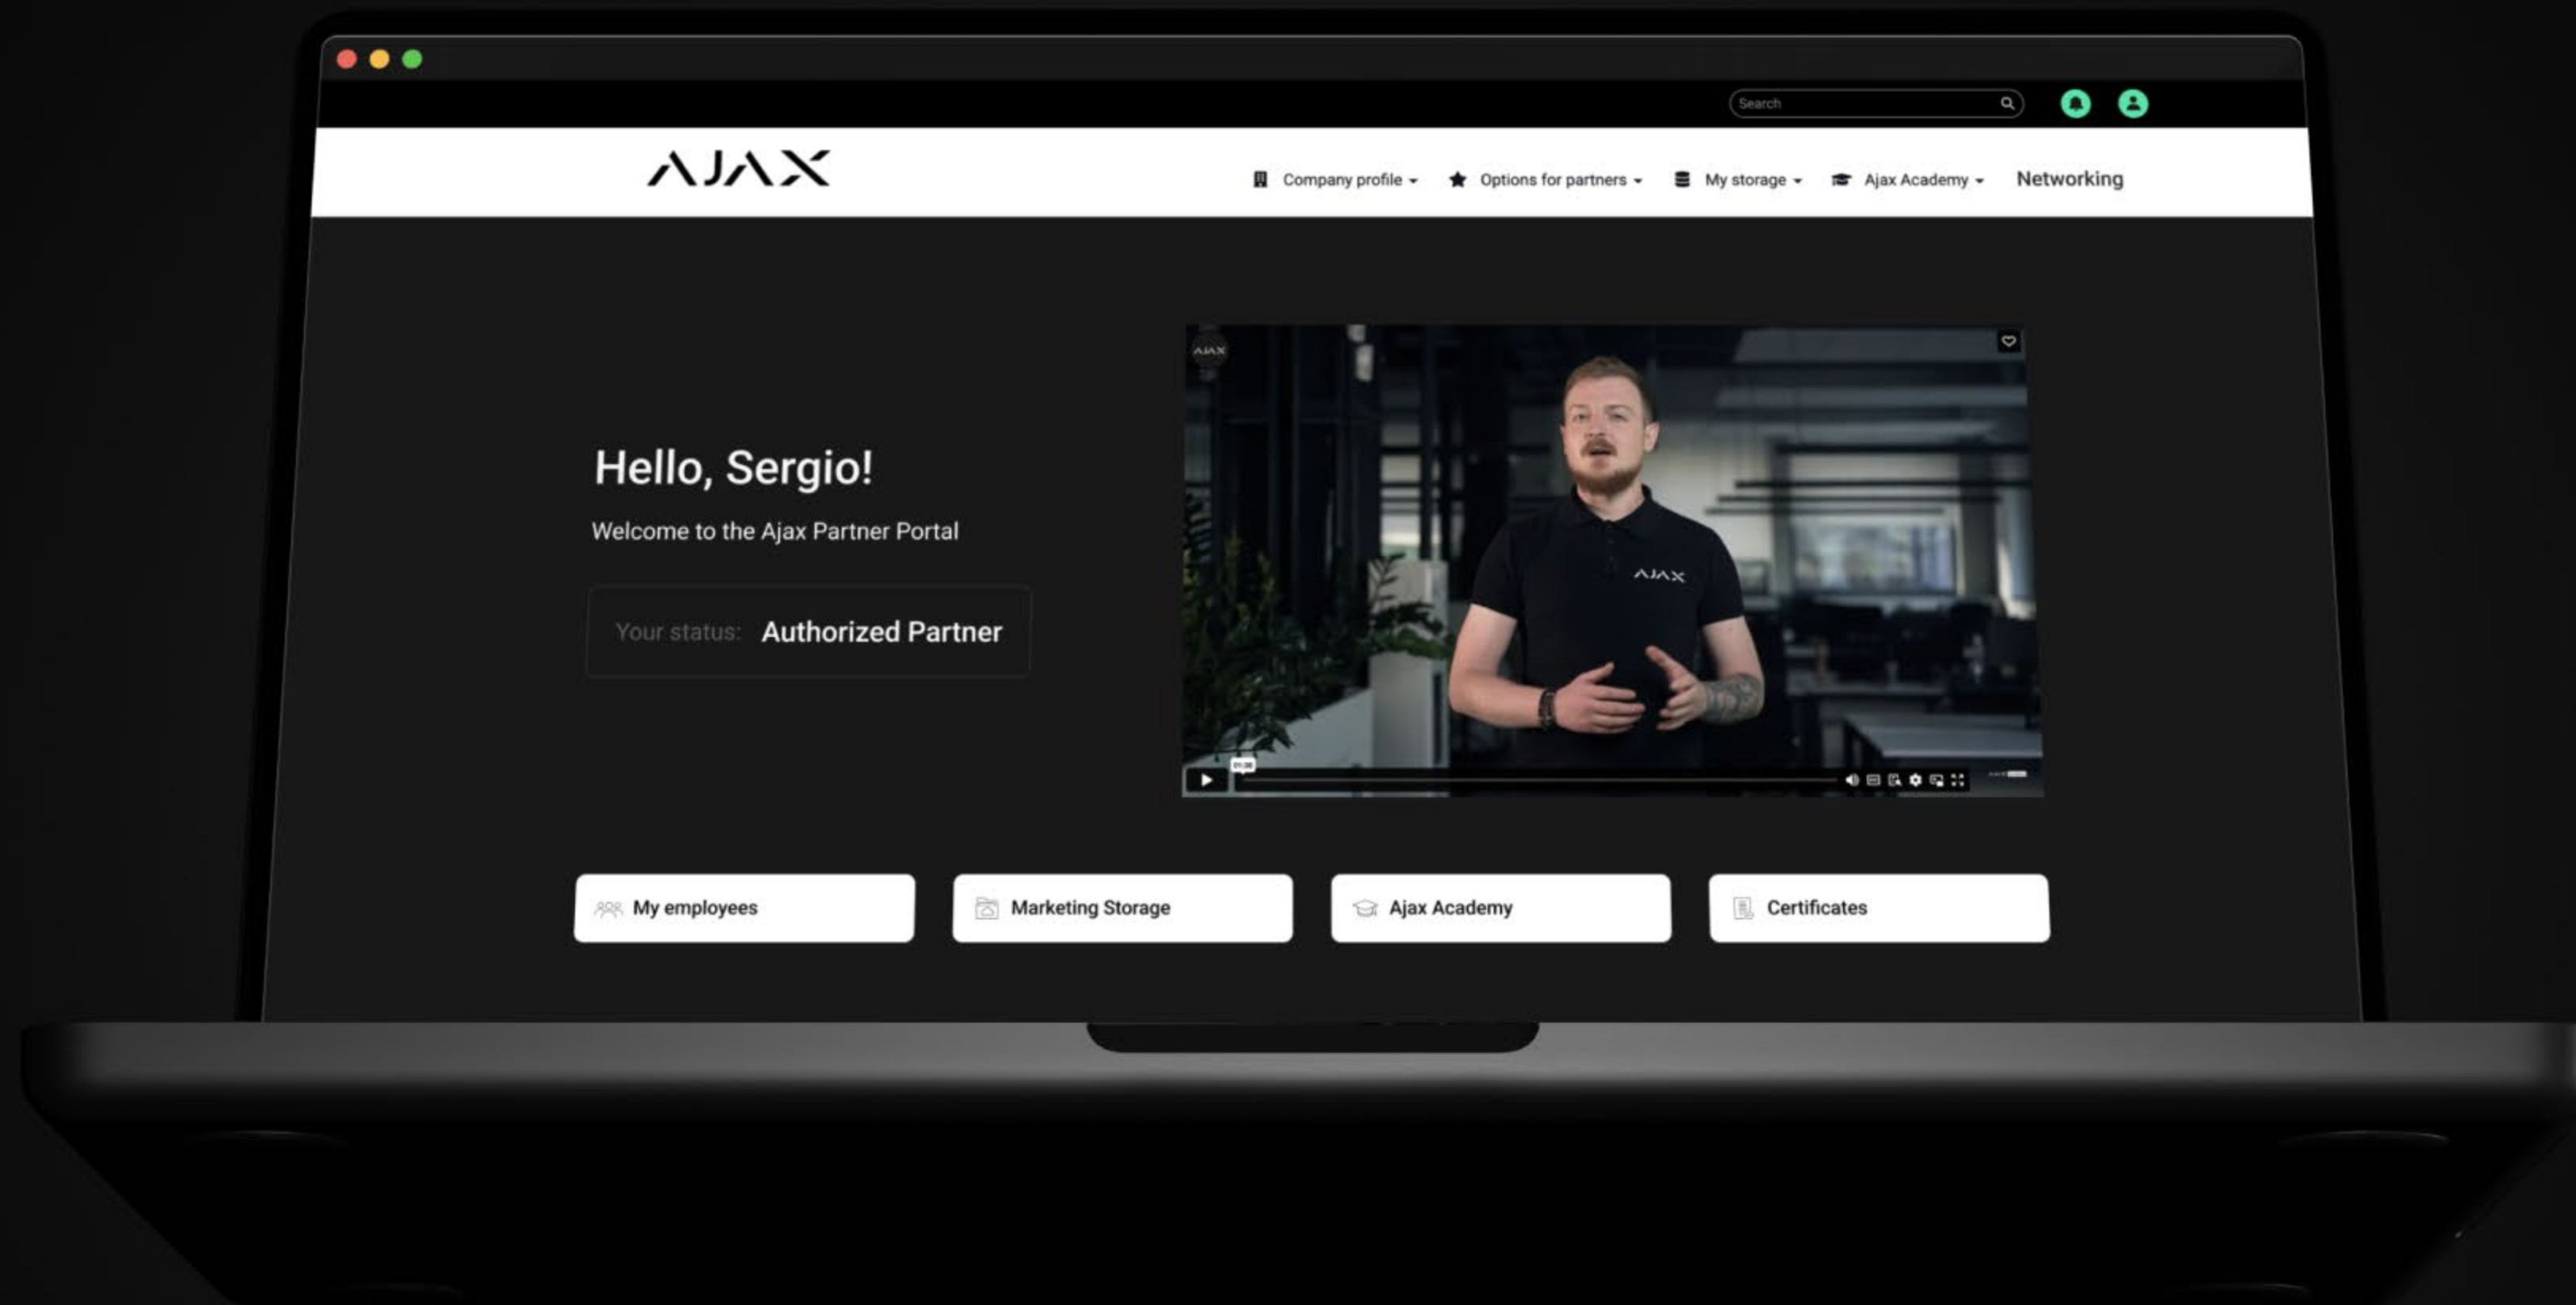 Search
AJAX
Company profile
Options for partners
My storage
Ajax Academy
Networking
AJAX
Hello, Sergio!
Welcome to the Ajax Partner Portal
Your status: Authorized Partner
AJAX
My employees
Marketing Storage
Ajax Academy
Certificates